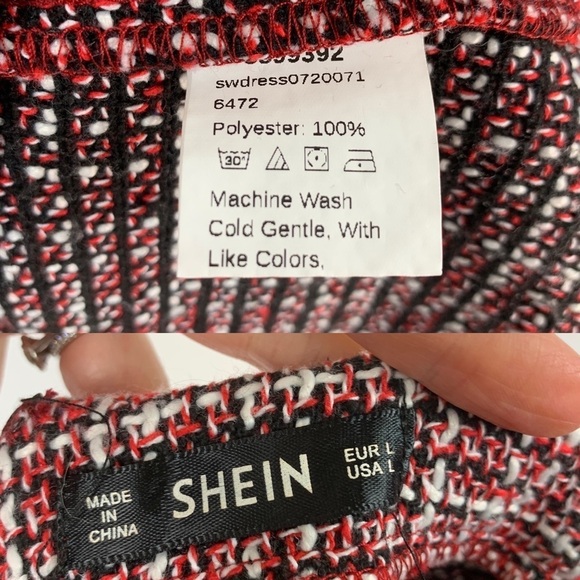 swdress0720071
6472
Polyester: 100%
30°
Machine Wash
Cold Gentle, With
Like Colors,
MADE
IN
CHINA
SHEIN
EUR L
USA L